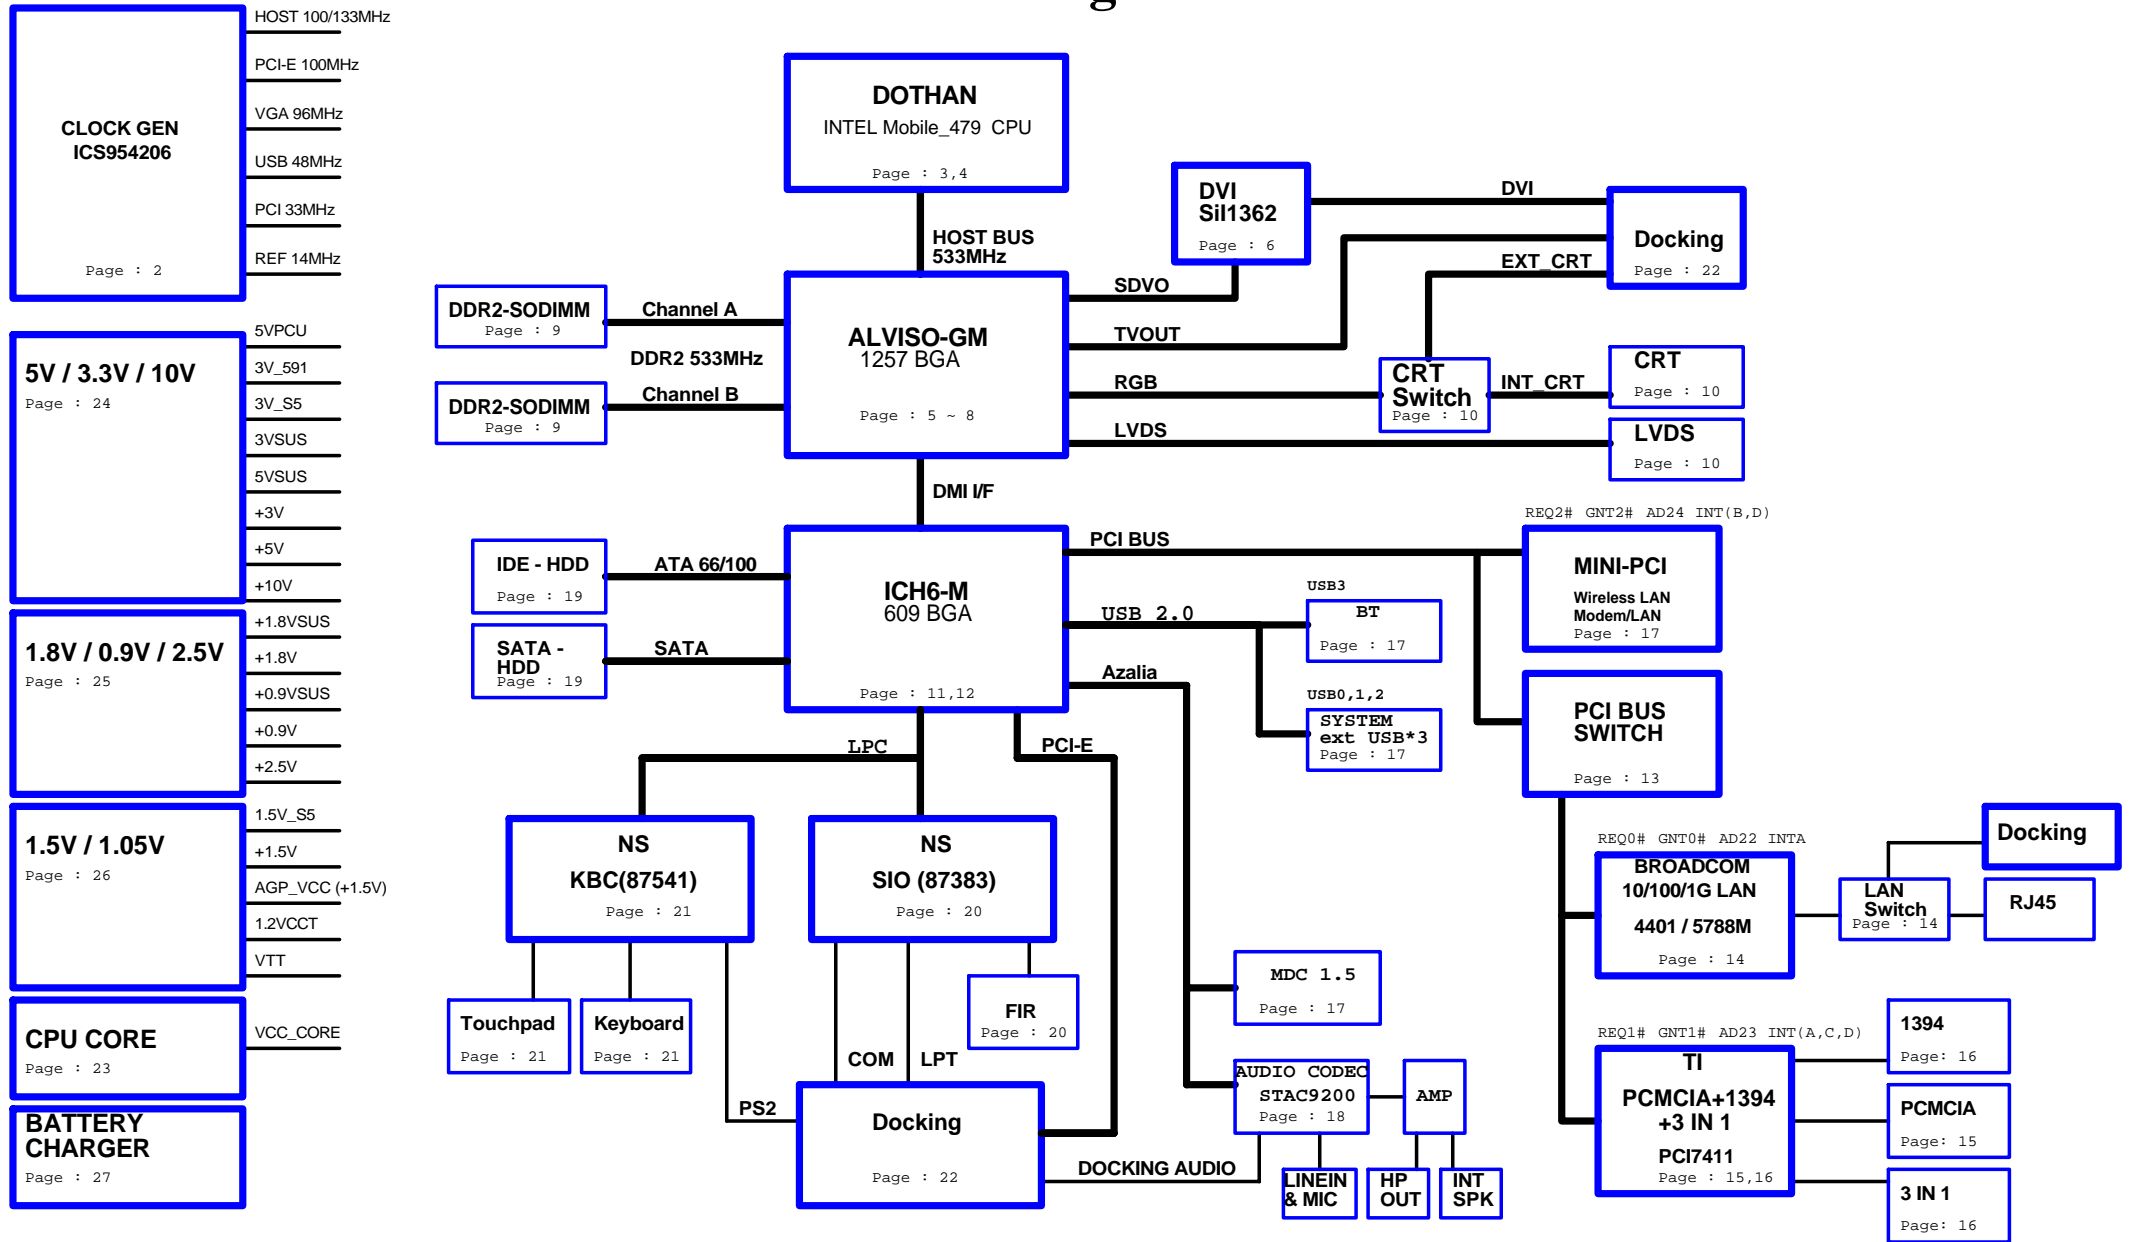 g
HOST 100/133MHz
PCI-E 100MHz
VGA 96MHz
USB 48MHz
PCI 33MHz
REF 14MHz
CLOCK GEN
ICS954206
Page : 2
5VPCU
3V_591
3V_S5
3VSUS
5VSUS
+3V
+5V
+10V
5V / 3.3V / 10V
Page : 24
+1.8VSUS
+1.8V
+0.9VSUS
+0.9V
+2.5V
1.8V / 0.9V / 2.5V
Page : 25
1.5V_S5
+1.5V
AGP_VCC (+1.5V)
1.2VCCT
VTT
1.5V / 1.05V
Page : 26
CPU CORE
Page : 23
VCC_CORE
BATTERY
CHARGER
Page : 27
DOTHAN
INTEL Mobile_479 CPU
Page : 3,4
HOST BUS
533MHz
DDR2-SODIMM
Page : 9
Channel A
DDR2 533MHz
DDR2-SODIMM
Page : 9
Channel B
ALVISO-GM
1257 BGA
Page : 5 ~ 8
SDVO
TVOUT
RGB
LVDS
DVI
SiI1362
Page : 6
DVI
EXT_CRT
Docking
Page : 22
CRT
Switch
Page : 10
INT_CRT
CRT
Page : 10
LVDS
Page : 10
DMI I/F
IDE - HDD
Page : 19
ATA 66/100
SATA -
HDD
Page : 19
SATA
ICH6-M
609 BGA
Page : 11,12
PCI BUS
USB 2.0
Azalia
LPC
PCI-E
USB3
BT
Page : 17
USB0,1,2
SYSTEM
ext USB*3
Page : 17
REQ2# GNT2# AD24 INT(B,D)
MINI-PCI
Wireless LAN
Modem/LAN
Page : 17
PCI BUS
SWITCH
Page : 13
REQ0# GNT0# AD22 INTA
BROADCOM
10/100/1G LAN
4401 / 5788M
Page : 14
LAN
Switch
Page : 14
Docking
RJ45
REQ1# GNT1# AD23 INT(A,C,D)
TI
PCMCIA+1394
+3 IN 1
PCI7411
Page : 15,16
1394
Page: 16
PCMCIA
Page: 15
3 IN 1
Page: 16
NS
KBC(87541)
Page : 21
NS
SIO (87383)
Page : 20
Touchpad
Page : 21
Keyboard
Page : 21
FIR
Page : 20
COM
LPT
PS2
Docking
Page : 22
DOCKING AUDIO
MDC 1.5
Page : 17
AUDIO CODEC
STAC9200
Page : 18
AMP
LINEIN
& MIC
HP
OUT
INT
SPK